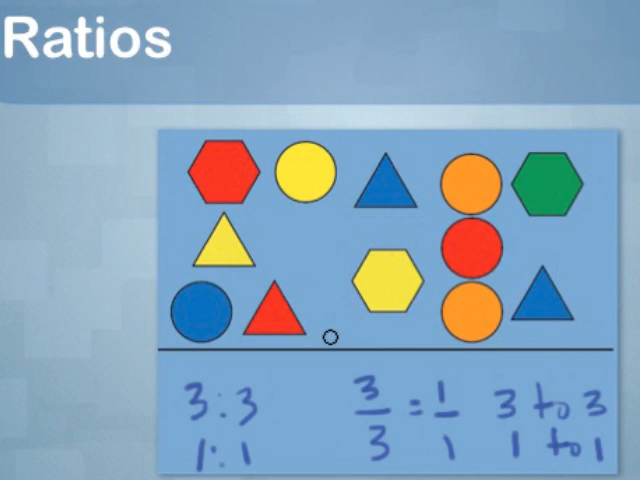 Ratios
3:3 3/3 = 1/1 3 to 3
1:1 1 to 1